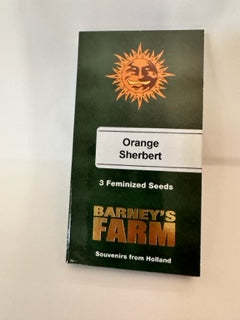 Orange
Sherbert
3 Feminized Seeds
BARNEY'S
FARM
Souvenirs from Holland